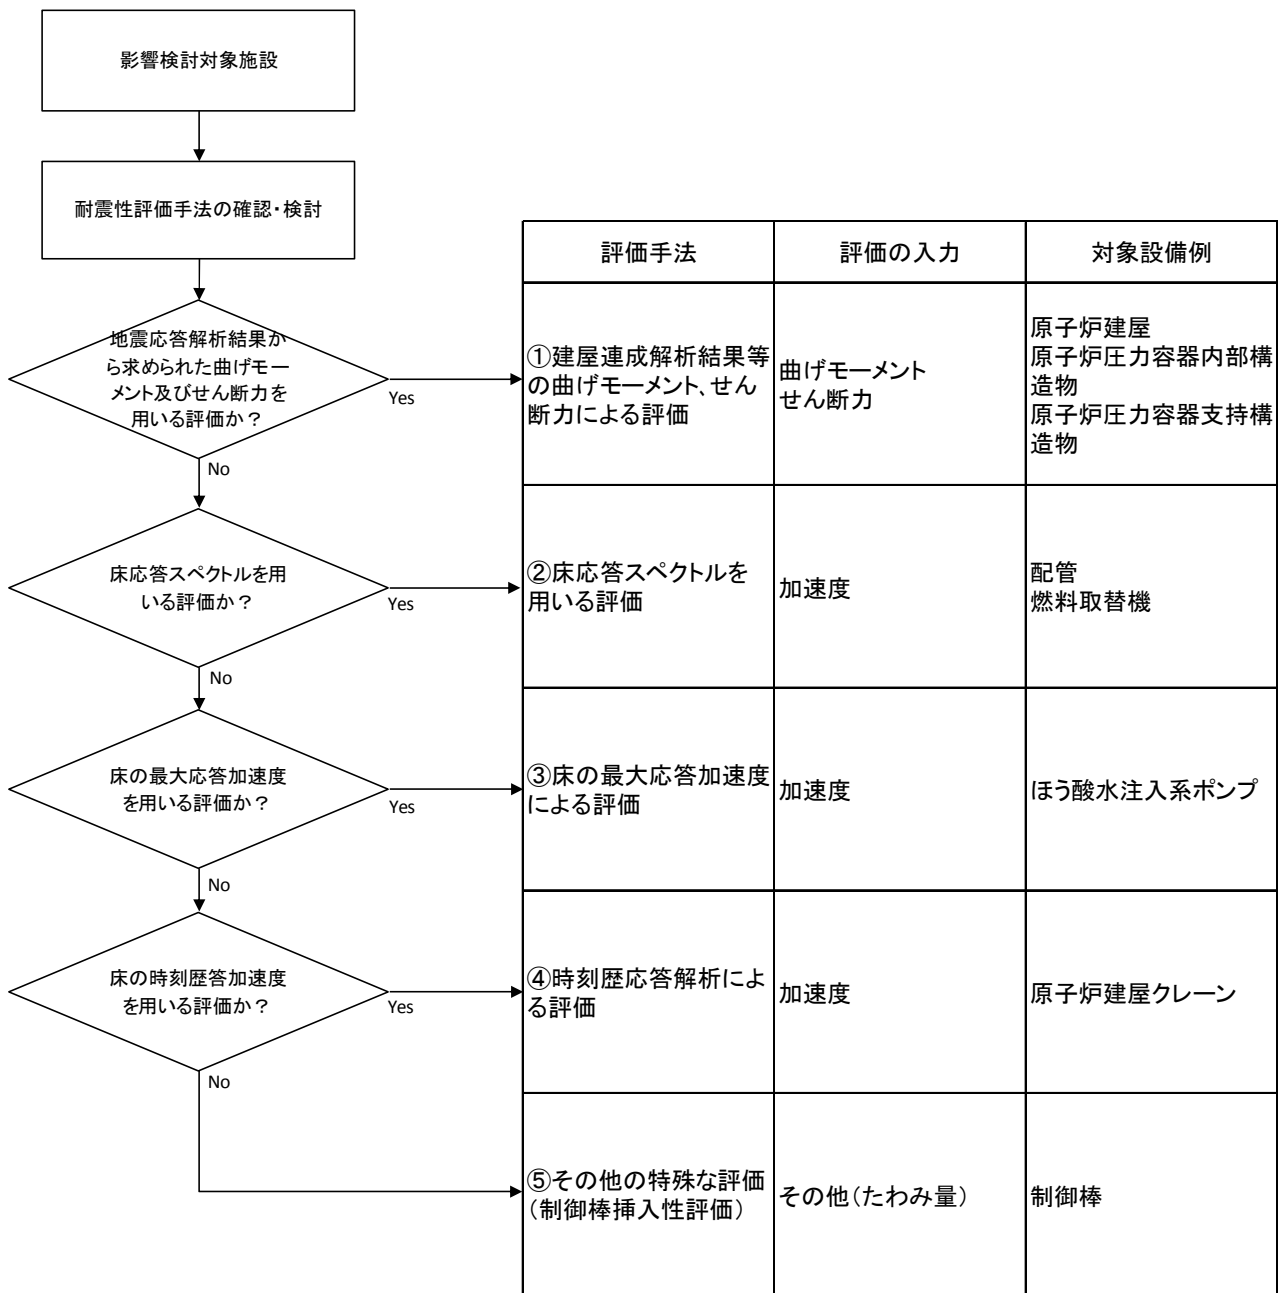 影響検討対象施設
耐震性評価手法の確認・検討
地震応答解析結果か
ら求められた曲げモー
メント及びせん断力を
用いる評価か？
Yes
No
床応答スペクトルを用
いる評価か？
Yes
No
床の最大応答加速度
を用いる評価か？
Yes
No
床の時刻歴答加速度
を用いる評価か？
Yes
No
評価手法
評価の入力
対象設備例
①建屋連成解析結果等
の曲げモーメント、せん
断力による評価
曲げモーメント
せん断力
原子炉建屋
原子炉圧力容器内部構
造物
原子炉圧力容器支持構
造物
②床応答スペクトルを
用いる評価
加速度
配管
燃料取替機
③床の最大応答加速度
による評価
加速度
ほう酸水注入系ポンプ
④時刻歴応答解析によ
る評価
加速度
原子炉建屋クレーン
⑤その他の特殊な評価
（制御棒挿入性評価）
その他（たわみ量）
制御棒